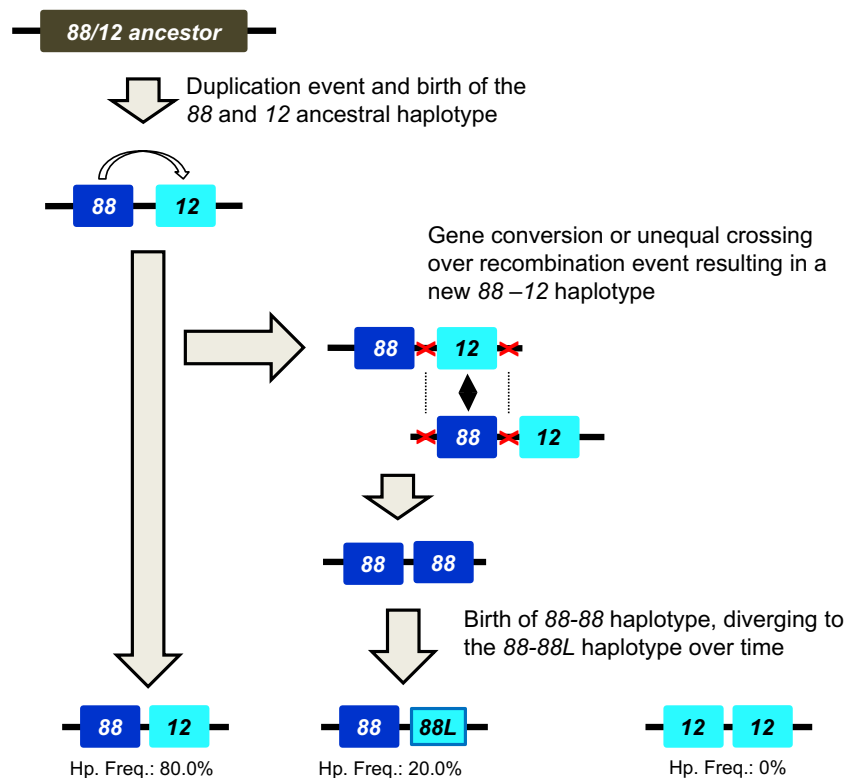 88/12 ancestor
Duplication event and birth of the
88 and 12 ancestral haplotype
88 12
Gene conversion or unequal crossing
over recombination event resulting in a
new 88 –12 haplotype
88 12
88 12
88 88
Birth of 88-88 haplotype, diverging to
the 88-88L haplotype over time
88 12 88 88L 12 12
Hp. Freq.: 80.0% Hp. Freq.: 20.0% Hp. Freq.: 0%